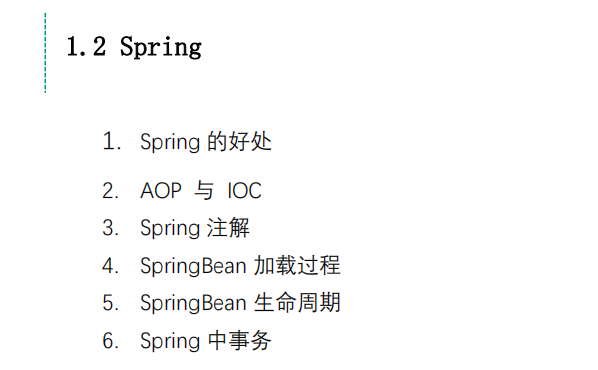 1.2 Spring
1. Spring 的好处
2. AOP 与 IOC
3. Spring 注解
4. SpringBean 加载过程
5. SpringBean 生命周期
6. Spring 中事务